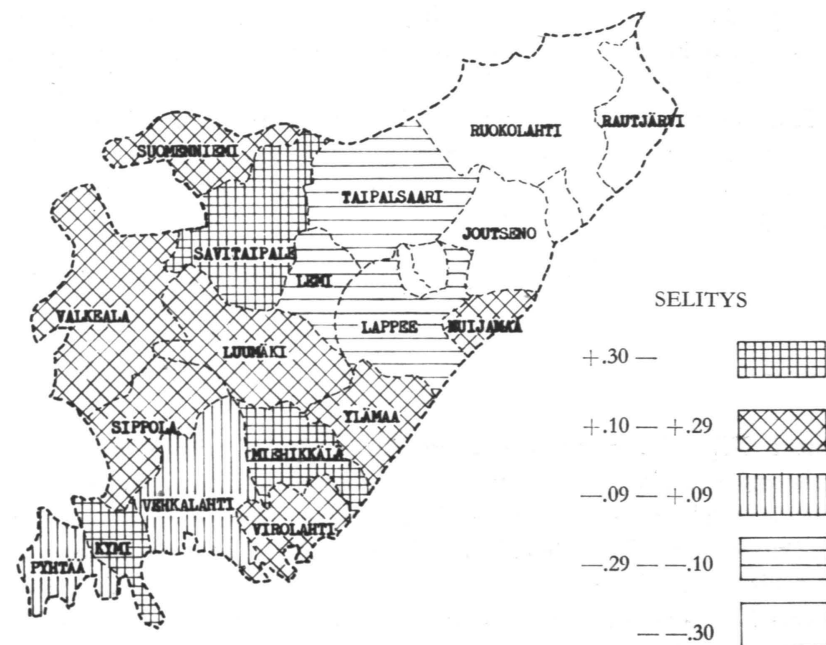 RUOKOLAHTI
RAUTJÄRVI
SUOMENNIEMI
TAIPALSAARI
JOUTSENO
SAVITAIPALE
LEMI
VALKEALA
LAPPEE
NUIJAMAA
LUUMÄKI
YLÄMAA
SIPPOLA
MIEHIKKÄLÄ
VEHKALAHTI
VIROLAHTI
KYMI
PYHTÄÄ
SELITYS
+.30 —
+.10 — +.29
—.09 — +.09
—.29 — —.10
— —.30